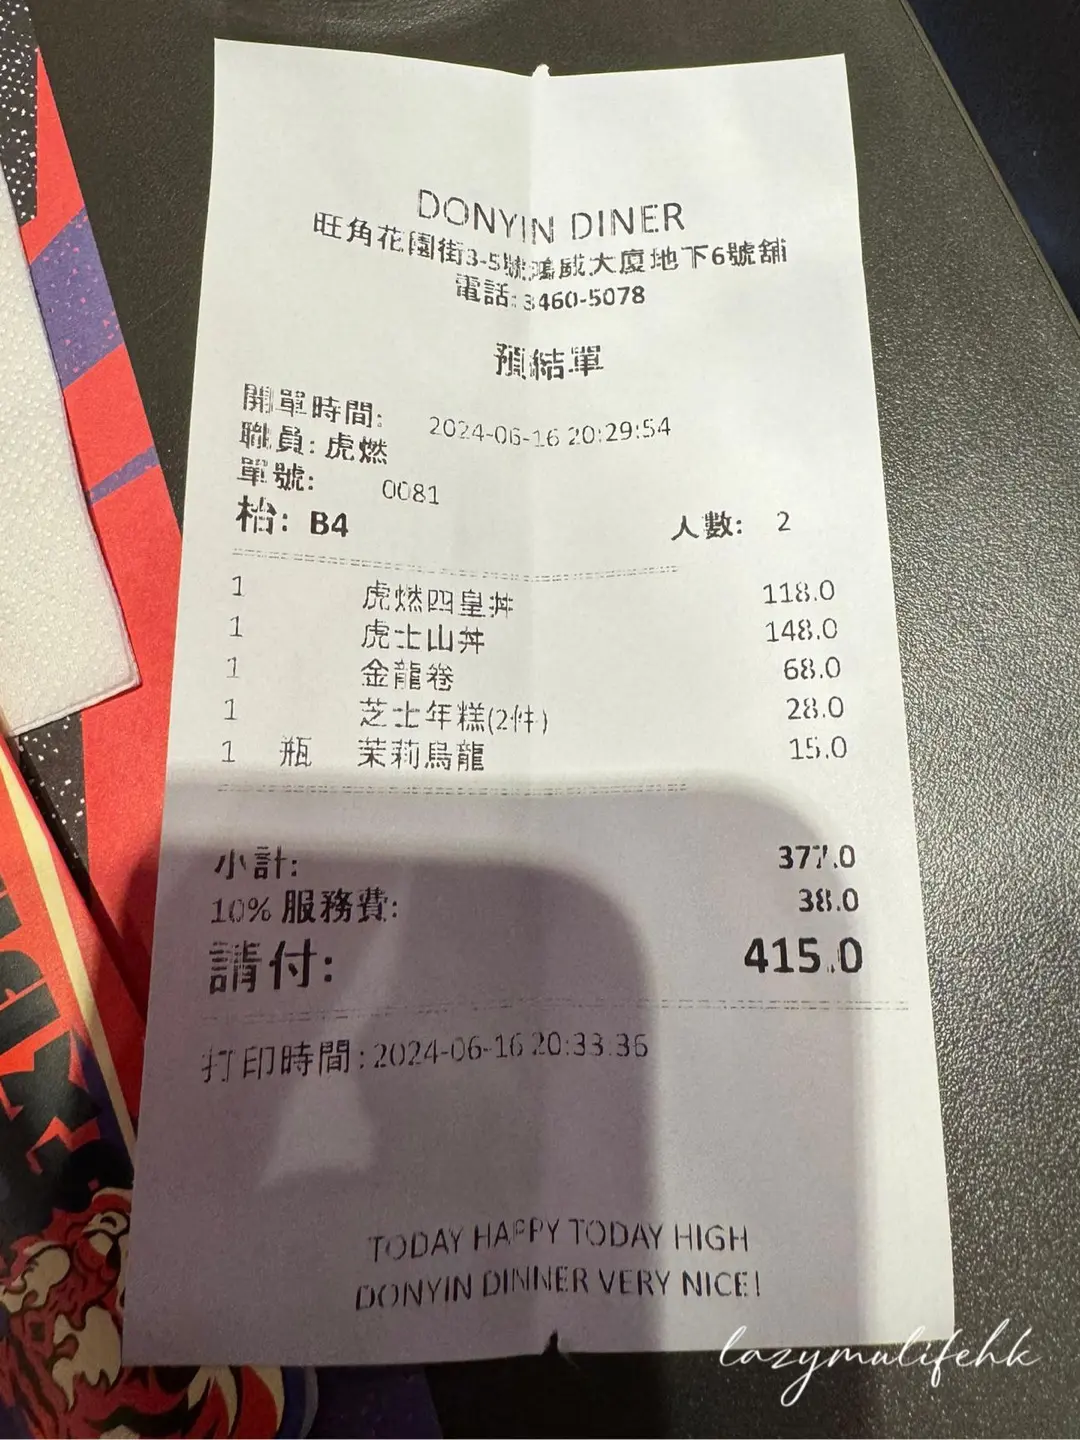 DONYIN DINER
旺角花園街3-5號鴻威大廈地下6號舖
電話: 3460-5078
預結單
開單時間: 2024-06-16 20:29:54
職員: 虎燃
單號: 0081
枱: B4 人數: 2
1 虎燃四皇丼 118.0
1 虎士山丼 148.0
1 金龍卷 68.0
1 芝士年糕(2件) 28.0
1 瓶 茉莉烏龍 15.0
小計: 377.0
10% 服務費: 38.0
請付: 415.0
打印時間: 2024-06-16 20:33:36
TODAY HAPPY TODAY HIGH
DONYIN DINNER VERY NICE!
lazymulifehk